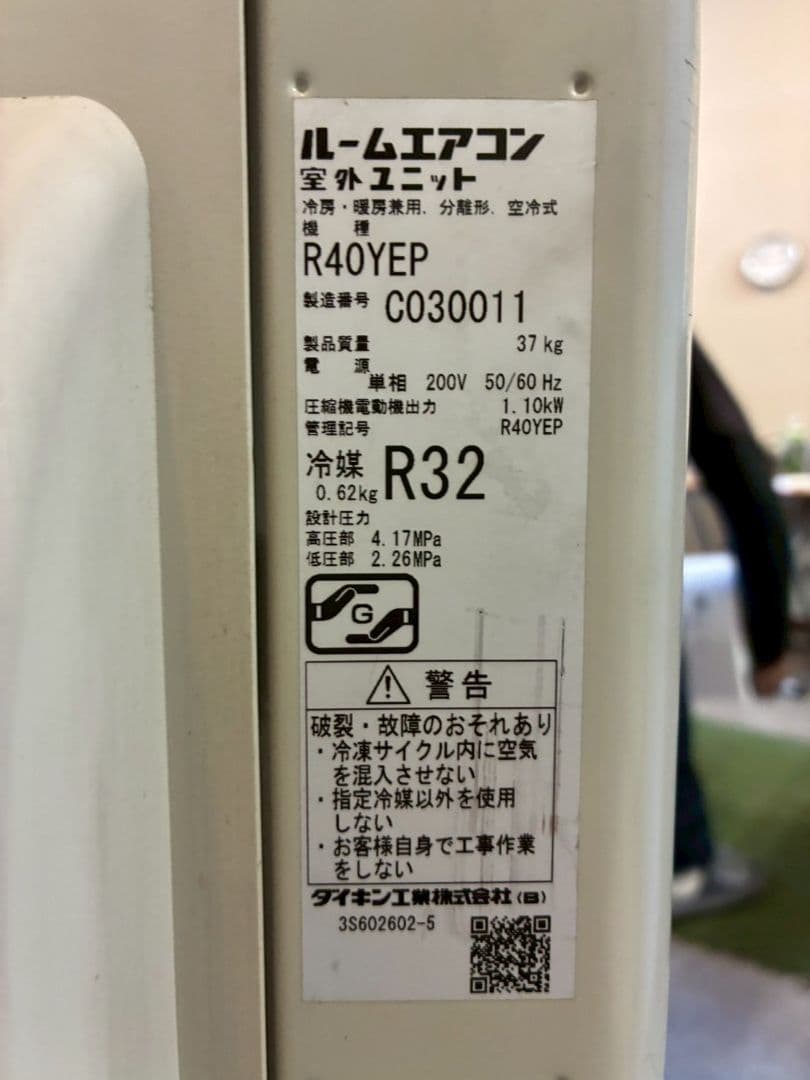 ルームエアコン
室外ユニット
冷房・暖房兼用、分離形、空冷式
機 種
R40YEP
製造番号 C030011
製品質量 37 kg
電 源
単相 200V 50/60 Hz
圧縮機電動機出力 1.10kW
管理記号 R40YEP
冷媒 R32
0.62kg
設計圧力
高圧部 4.17MPa
低圧部 2.26MPa
G
警告
破裂・故障のおそれあり
・冷凍サイクル内に空気
を混入させない
・指定冷媒以外を使用
しない
・お客様自身で工事作業
をしない
ダイキン工業株式会社(B)
3S602602-5